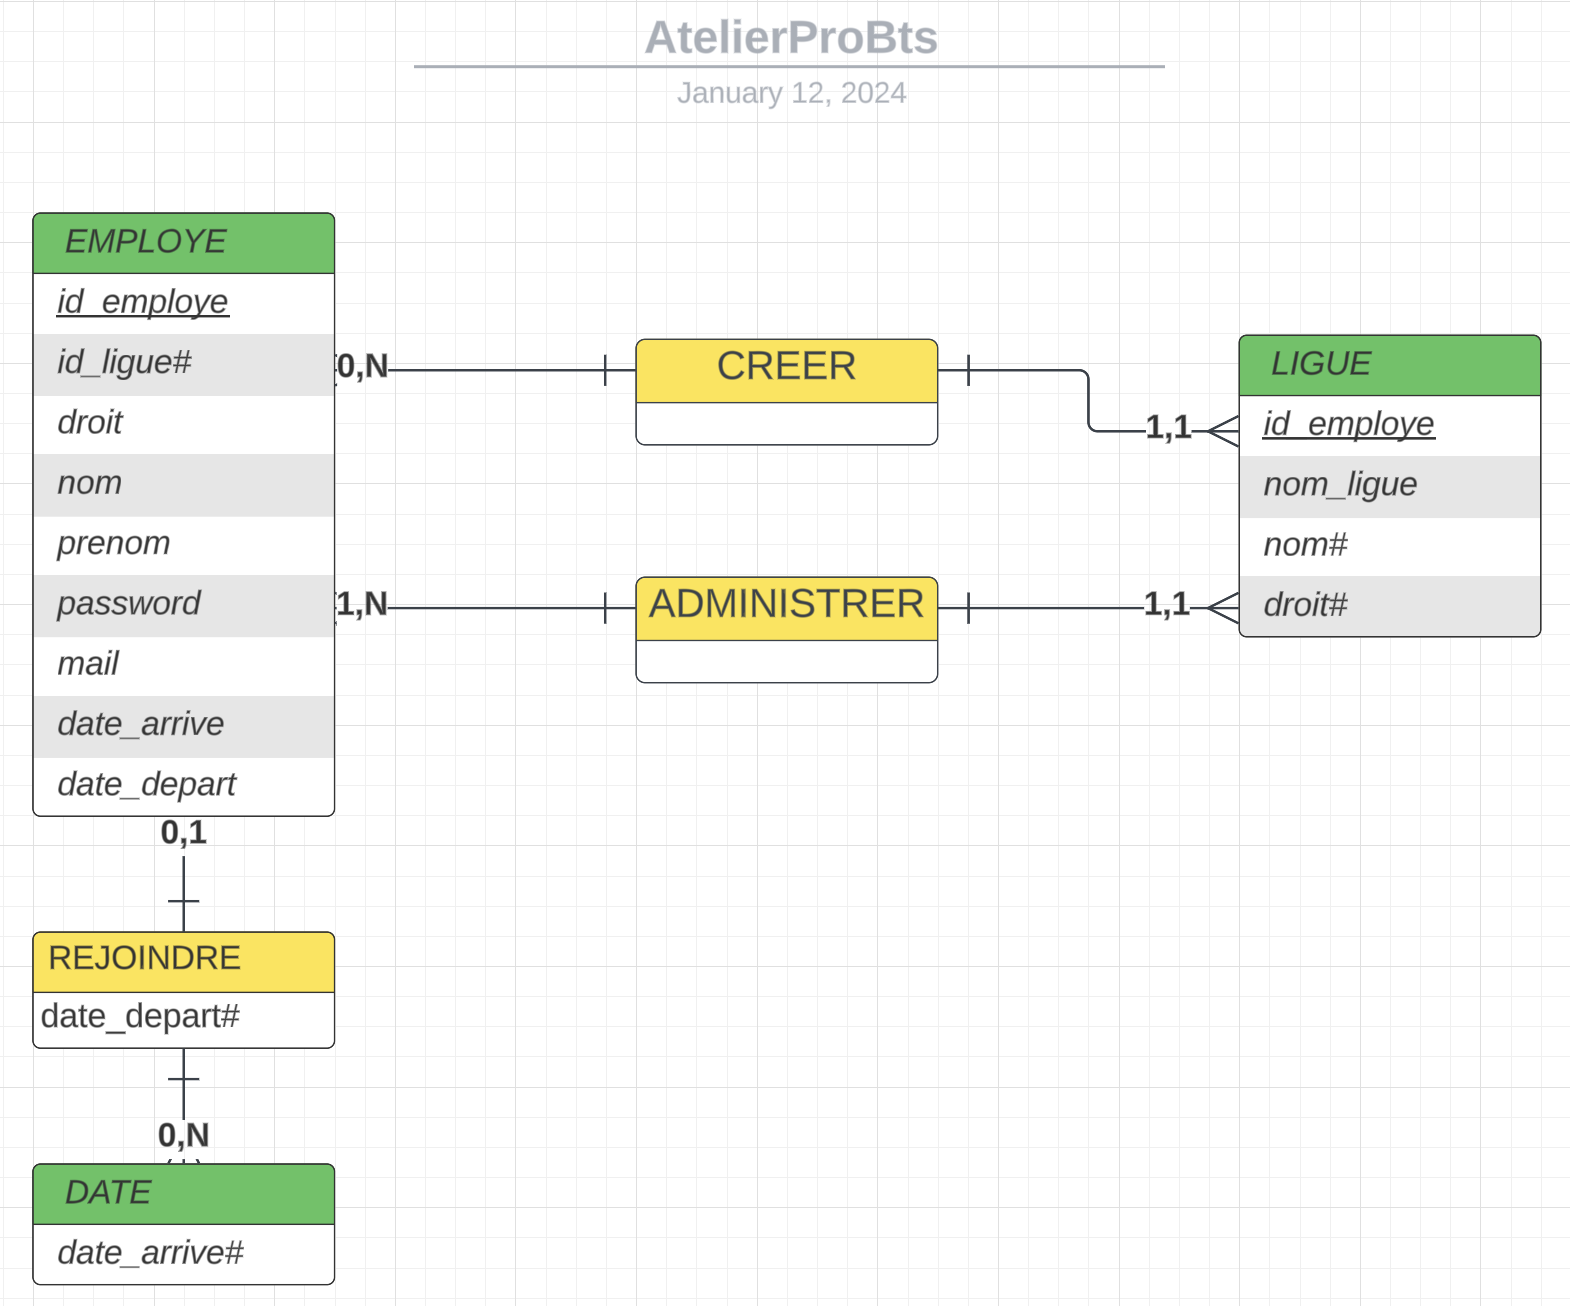 AtelierProBts
January 12, 2024
EMPLOYE
id_employe
id_ligue#
droit
nom
prenom
password
mail
date_arrive
date_depart
0,N
CREER
1,1
LIGUE
id_employe
nom_ligue
nom#
droit#
1,N
ADMINISTRER
1,1
0,1
REJOINDRE
date_depart#
0,N
DATE
date_arrive#